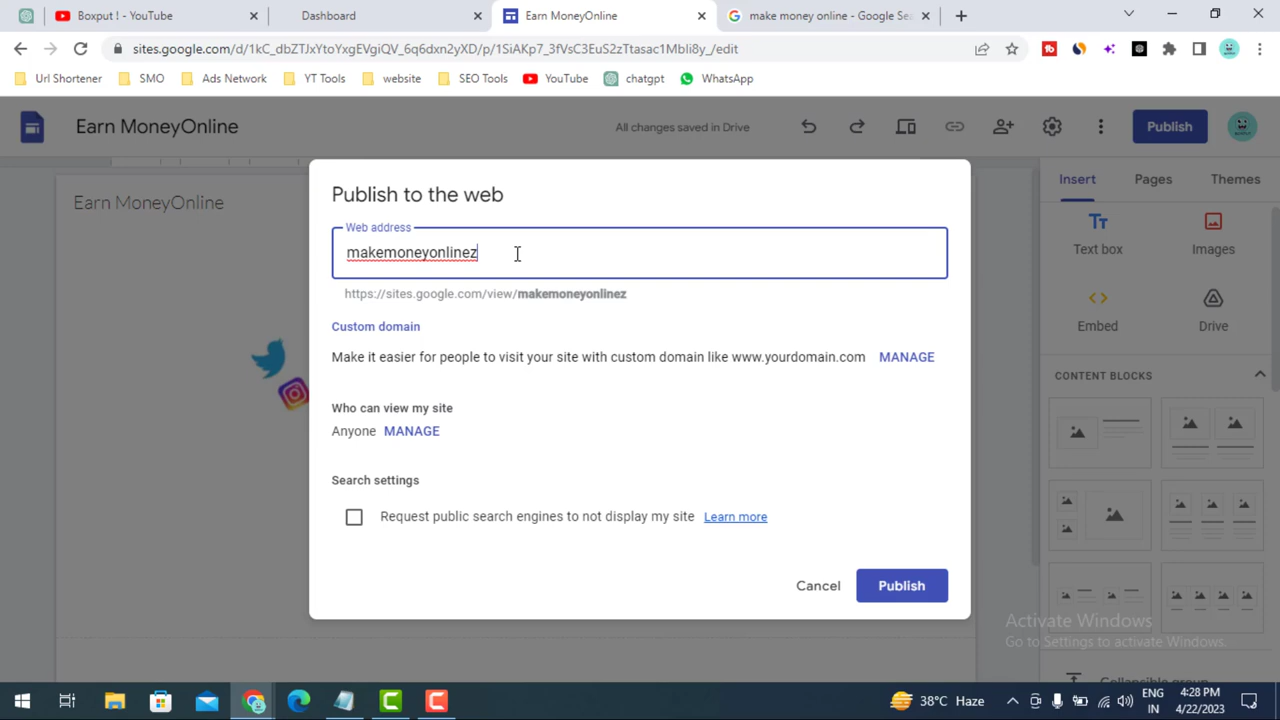 Boxput ! - YouTube
Dashboard
Earn MoneyOnline
make money online - Google Sea
sites.google.com/d/1kC_dbZTJxYtoYxgEVgiQV_6q6dxn2yXD/p/1SiAKp7_3fVsC3EuS2zTtasac1Mbli8y_/edit
Url Shortener
SMO
Ads Network
YT Tools
website
SEO Tools
YouTube
chatgpt
WhatsApp
Earn MoneyOnline
All changes saved in Drive
Publish
Earn MoneyOnline
Insert
Pages
Themes
Text box
Images
Embed
Drive
CONTENT BLOCKS
Collapsible group
Publish to the web
Web address
makemoneyonlinez
https://sites.google.com/view/makemoneyonlinez
Custom domain
Make it easier for people to visit your site with custom domain like www.yourdomain.com MANAGE
Who can view my site
Anyone MANAGE
Search settings
Request public search engines to not display my site Learn more
Cancel
Publish
Activate Windows
Go to Settings to activate Windows.
38°C Haze
ENG
IN
4:28 PM
4/22/2023